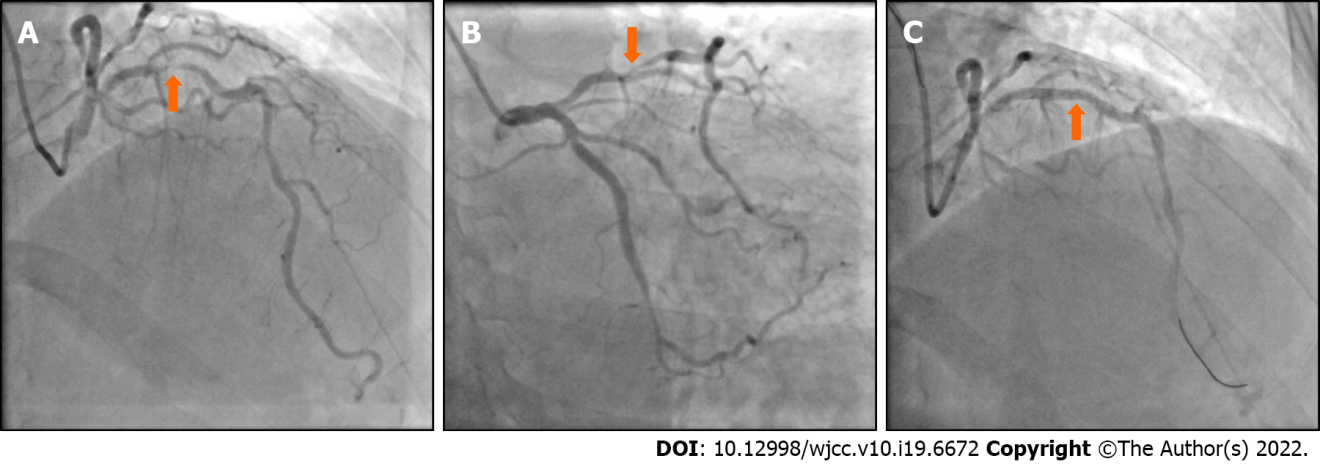 A
B
C
DOI: 10.12998/wjcc.v10.i19.6672 Copyright ©The Author(s) 2022.